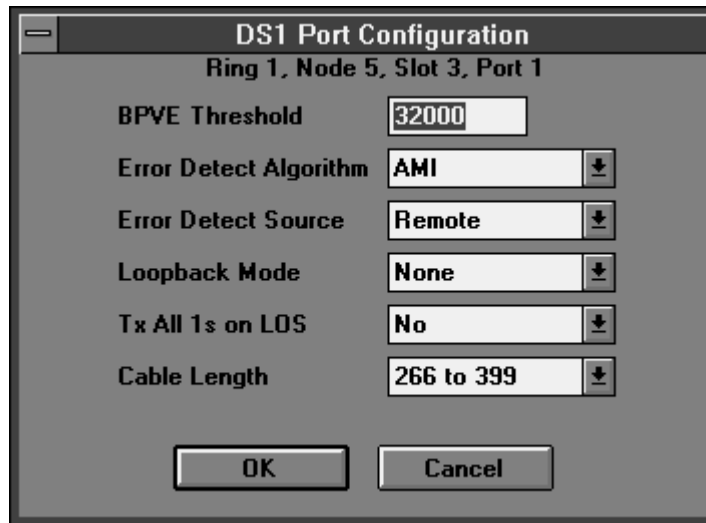 DS1 Port Configuration
Ring 1, Node 5, Slot 3, Port 1
BPVE Threshold 32000
Error Detect Algorithm AMI
Error Detect Source Remote
Loopback Mode None
Tx All 1s on LOS No
Cable Length 266 to 399
OK Cancel